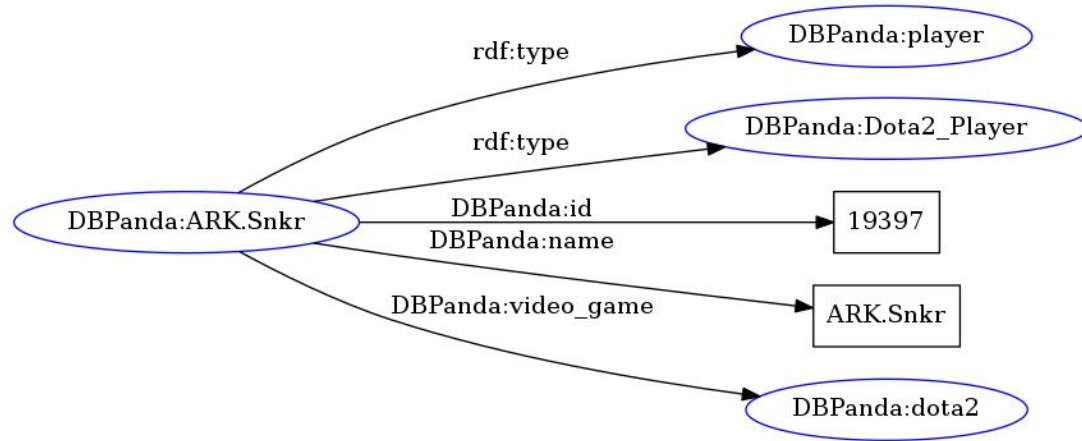 DBPanda:player
rdf:type
DBPanda:Dota2_Player
rdf:type
DBPanda:ARK.Snkr
DBPanda:id
19397
DBPanda:name
ARK.Snkr
DBPanda:video_game
DBPanda:dota2